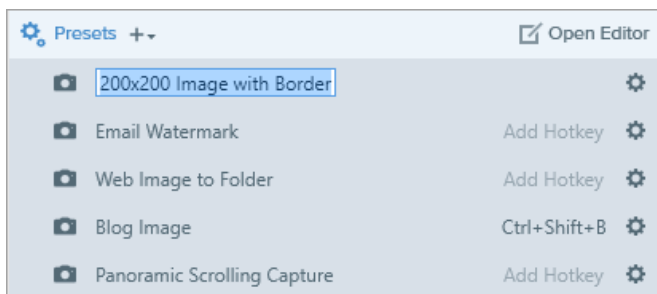 Presets Open Editor
200x200 Image with Border
Email Watermark Add Hotkey
Web Image to Folder Add Hotkey
Blog Image Ctrl+Shift+B
Panoramic Scrolling Capture Add Hotkey